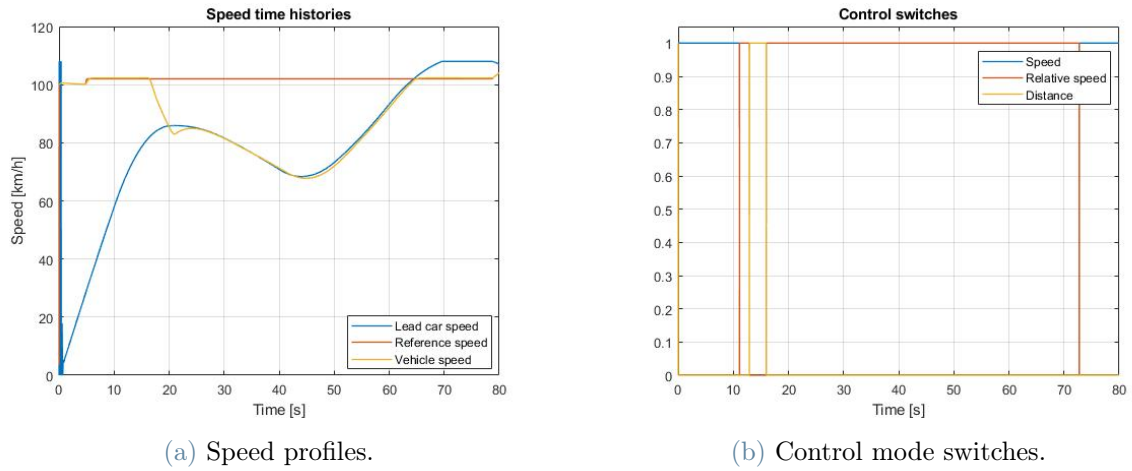 Speed time histories
120
100
80
60
40
20
0
Speed [km/h]
0 10 20 30 40 50 60 70 80
Time [s]
Lead car speed
Reference speed
Vehicle speed
(a) Speed profiles.
Control switches
1
0.9
0.8
0.7
0.6
0.5
0.4
0.3
0.2
0.1
0
0 10 20 30 40 50 60 70 80
Time [s]
Speed
Relative speed
Distance
(b) Control mode switches.